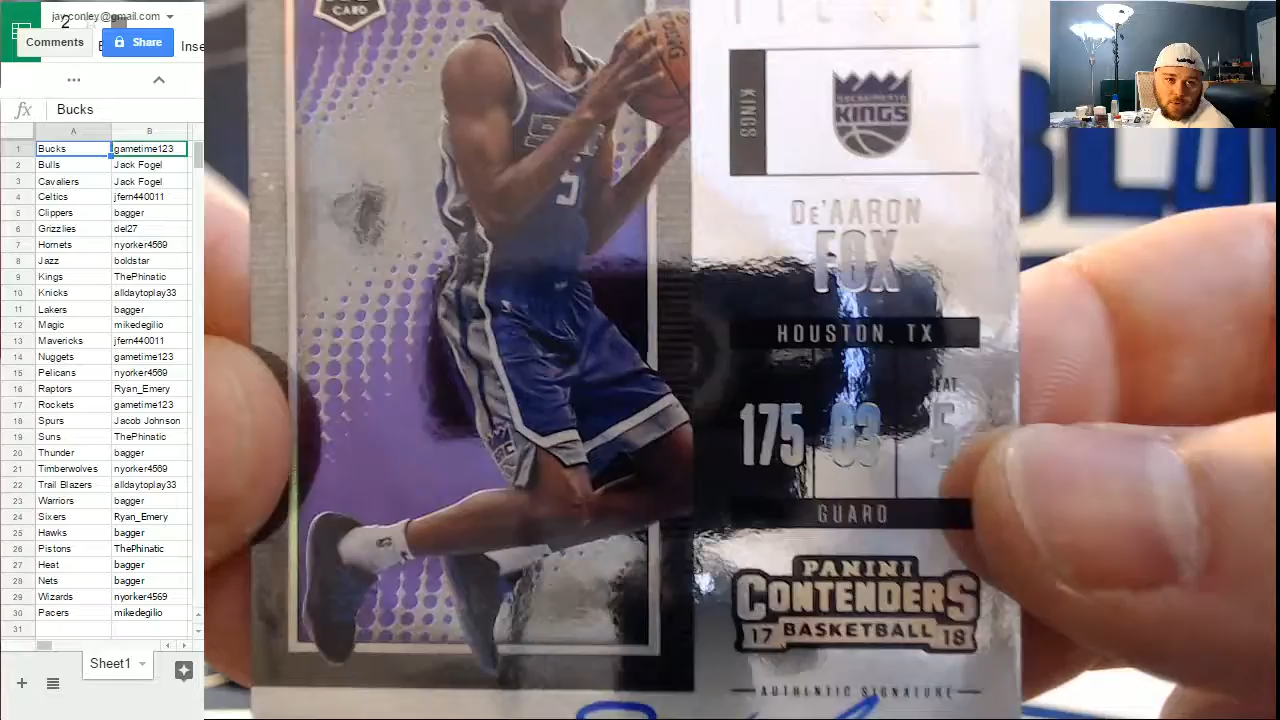 jay.conley@gmail.com
2
Comments
Share
Inse
fx Bucks
A B
1 Bucks gametime123
2 Bulls Jack Fogel
3 Cavaliers Jack Fogel
4 Celtics jfern440011
5 Clippers bagger
6 Grizzlies del27
7 Hornets nyorker4569
8 Jazz boldstar
9 Kings ThePhinatic
10 Knicks alldaytoplay33
11 Lakers bagger
12 Magic mikedegilio
13 Mavericks jfern440011
14 Nuggets gametime123
15 Pelicans nyorker4569
16 Raptors Ryan_Emery
17 Rockets gametime123
18 Spurs Jacob Johnson
19 Suns ThePhinatic
20 Thunder bagger
21 Timberwolves nyorker4569
22 Trail Blazers alldaytoplay33
23 Warriors bagger
24 Sixers Ryan_Emery
25 Hawks bagger
26 Pistons ThePhinatic
27 Heat bagger
28 Nets bagger
29 Wizards nyorker4569
30 Pacers mikedegilio
31
Sheet1
CARD
5
KINGS
SACRAMENTO
KINGS
De'AARON
FOX
HOUSTON, TX
175 63 5
GUARD
PANINI
CONTENDERS
17 BASKETBALL 18
AUTHENTIC SIGNATURE